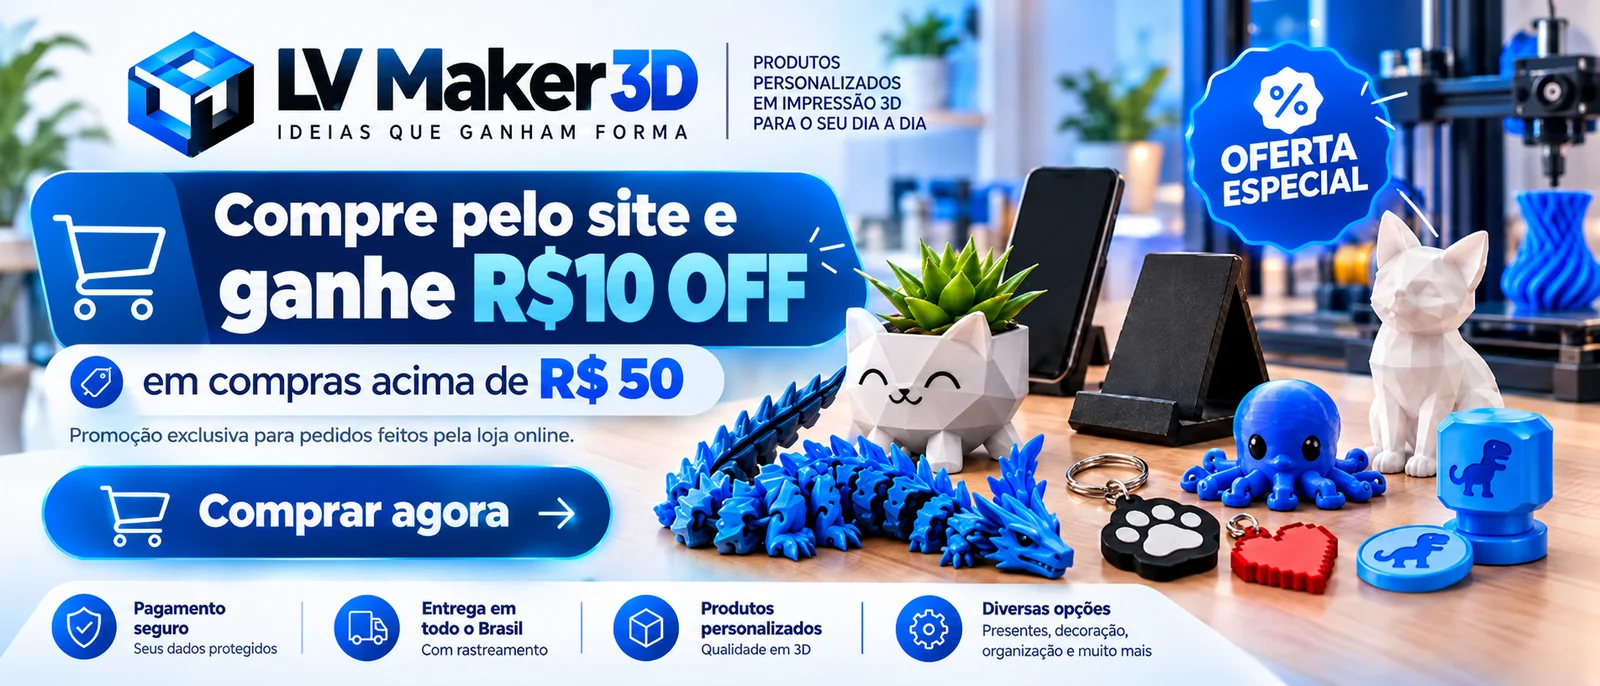 LV Maker 3D
IDEIAS QUE GANHAM FORMA
PRODUTOS
PERSONALIZADOS
EM IMPRESSÃO 3D
PARA O SEU DIA A DIA
%
OFERTA
ESPECIAL
Compre pelo site e
ganhe R$10 OFF
em compras acima de R$ 50
Promoção exclusiva para pedidos feitos pela loja online.
Comprar agora
Pagamento
seguro
Seus dados protegidos
Entrega em
todo o Brasil
Com rastreamento
Produtos
personalizados
Qualidade em 3D
Diversas opções
Presentes, decoração,
organização e muito mais